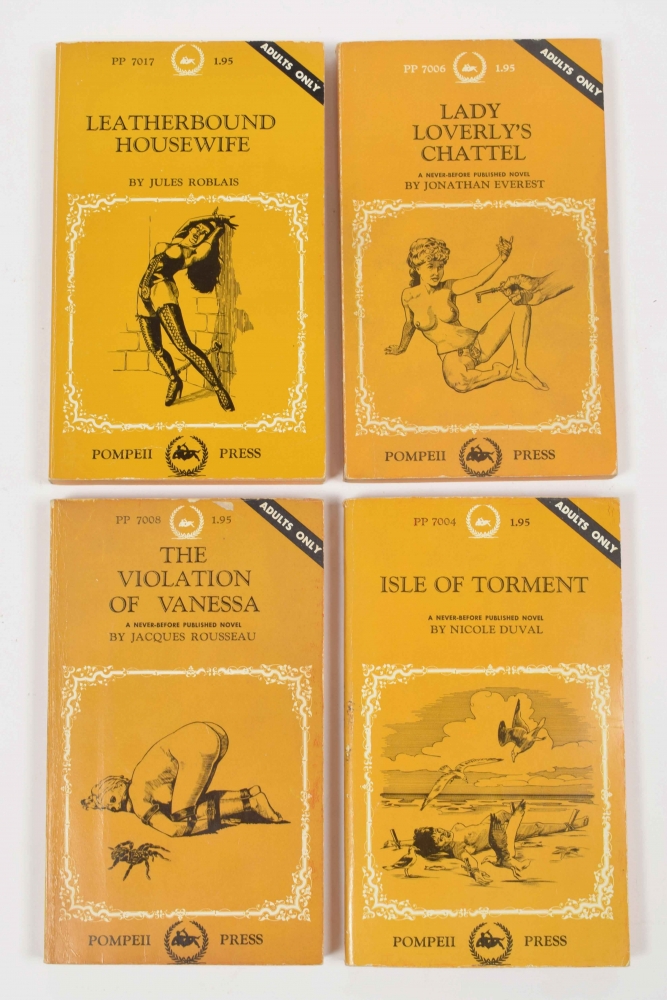 PP 7017 1.95
ADULTS ONLY
LEATHERBOUND
HOUSEWIFE
BY JULES ROBLAIS
POMPEII PRESS
PP 7006 1.95
ADULTS ONLY
LADY
LOVERLY'S
CHATTEL
A NEVER-BEFORE PUBLISHED NOVEL
BY JONATHAN EVEREST
POMPEII PRESS
PP 7008 1.95
ADULTS ONLY
THE
VIOLATION
OF VANESSA
A NEVER-BEFORE PUBLISHED NOVEL
BY JACQUES ROUSSEAU
POMPEII PRESS
PP 7004 1.95
ADULTS ONLY
ISLE OF TORMENT
A NEVER-BEFORE PUBLISHED NOVEL
BY NICOLE DUVAL
POMPEII PRESS